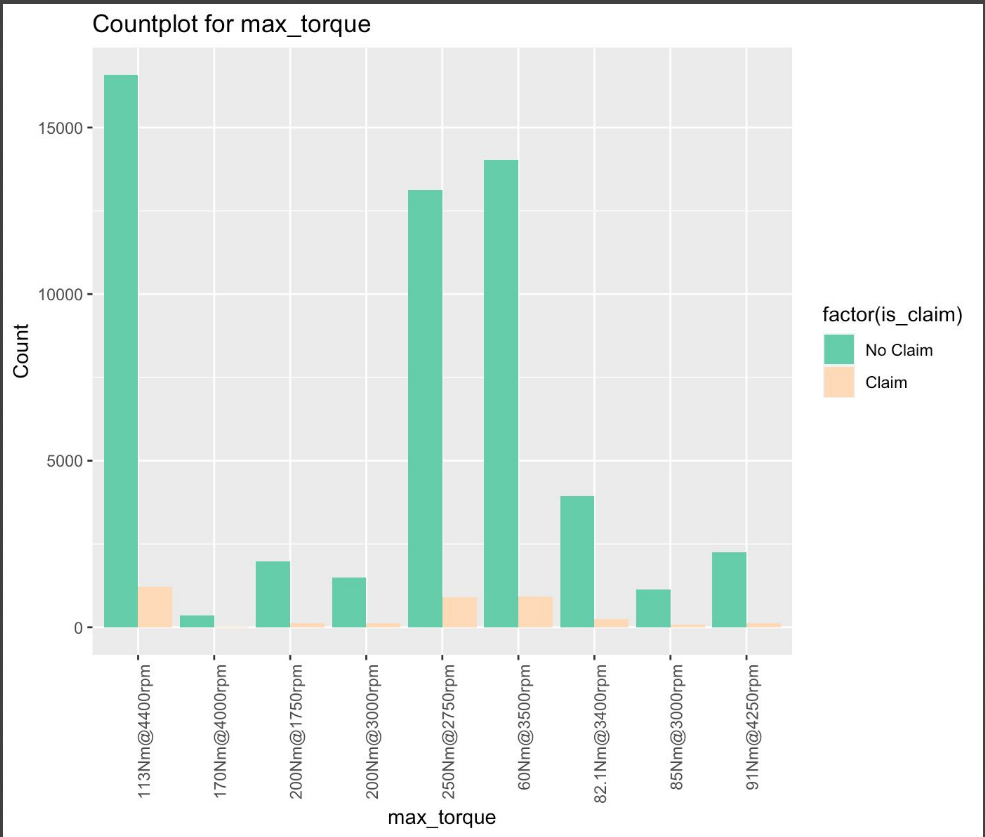 Countplot for max_torque
15000
10000
5000
0
Count
113Nm@4400rpm
170Nm@4000rpm
200Nm@1750rpm
200Nm@3000rpm
250Nm@2750rpm
60Nm@3500rpm
82.1Nm@3400rpm
85Nm@3000rpm
91Nm@4250rpm
max_torque
factor(is_claim)
No Claim
Claim